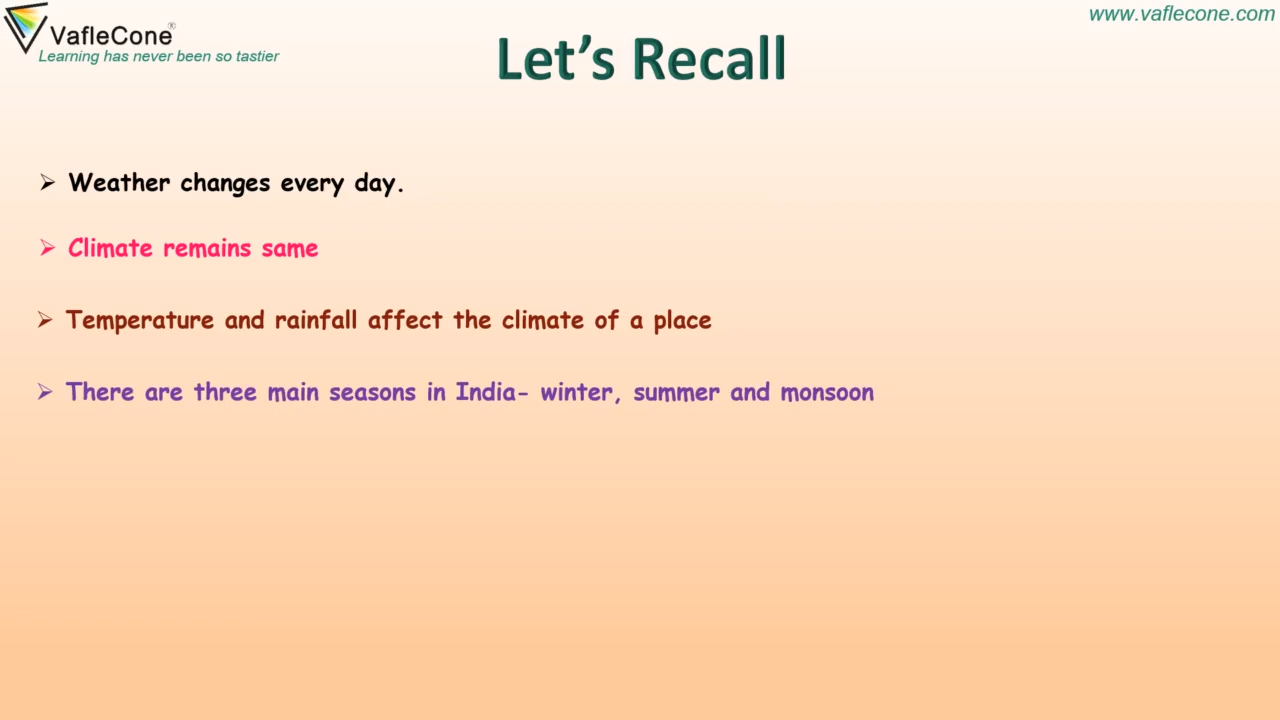 VafleCone®
Learning has never been so tastier
www.vaflecone.com
Let's Recall
➢ Weather changes every day.
➢ Climate remains same
➢ Temperature and rainfall affect the climate of a place
➢ There are three main seasons in India- winter, summer and monsoon